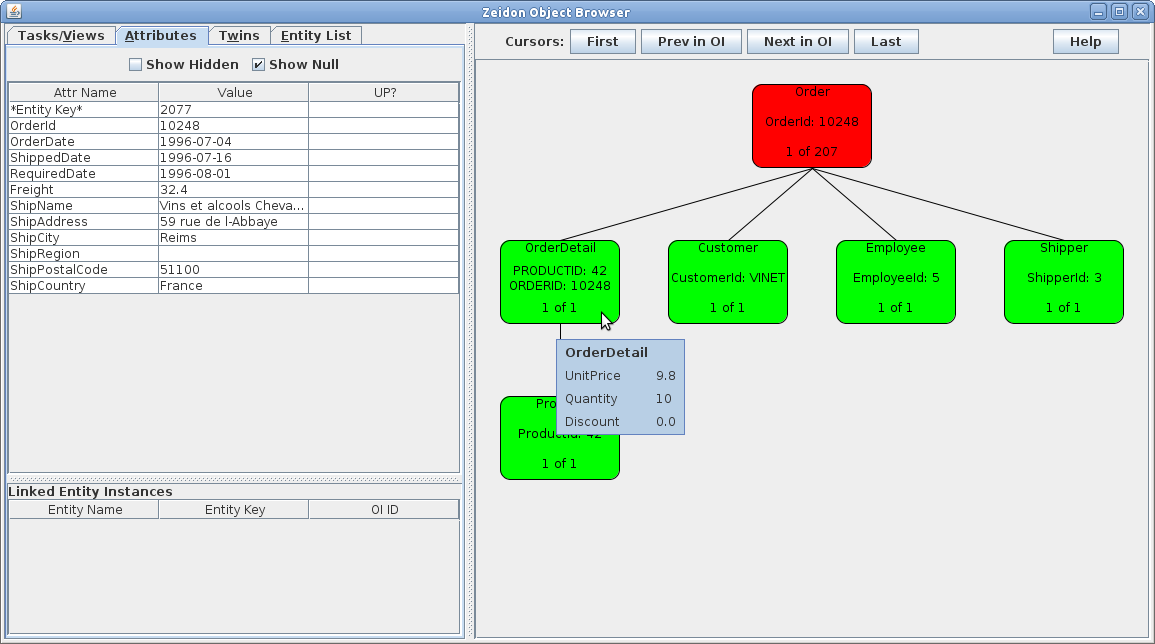 Zeidon Object Browser
Tasks/Views Attributes Twins Entity List
Show Hidden Show Null
Attr Name Value UP?
*Entity Key* 2077
OrderId 10248
OrderDate 1996-07-04
ShippedDate 1996-07-16
RequiredDate 1996-08-01
Freight 32.4
ShipName Vins et alcools Cheva...
ShipAddress 59 rue de l-Abbaye
ShipCity Reims
ShipRegion
ShipPostalCode 51100
ShipCountry France
Linked Entity Instances
Entity Name Entity Key OI ID
Cursors: First Prev in OI Next in OI Last Help
Order
OrderId: 10248
1 of 207
OrderDetail
PRODUCTID: 42
ORDERID: 10248
1 of 1
Customer
CustomerId: VINET
1 of 1
Employee
EmployeeId: 5
1 of 1
Shipper
ShipperId: 3
1 of 1
OrderDetail
UnitPrice 9.8
Quantity 10
Discount 0.0
Pro
ProductId: 42
1 of 1